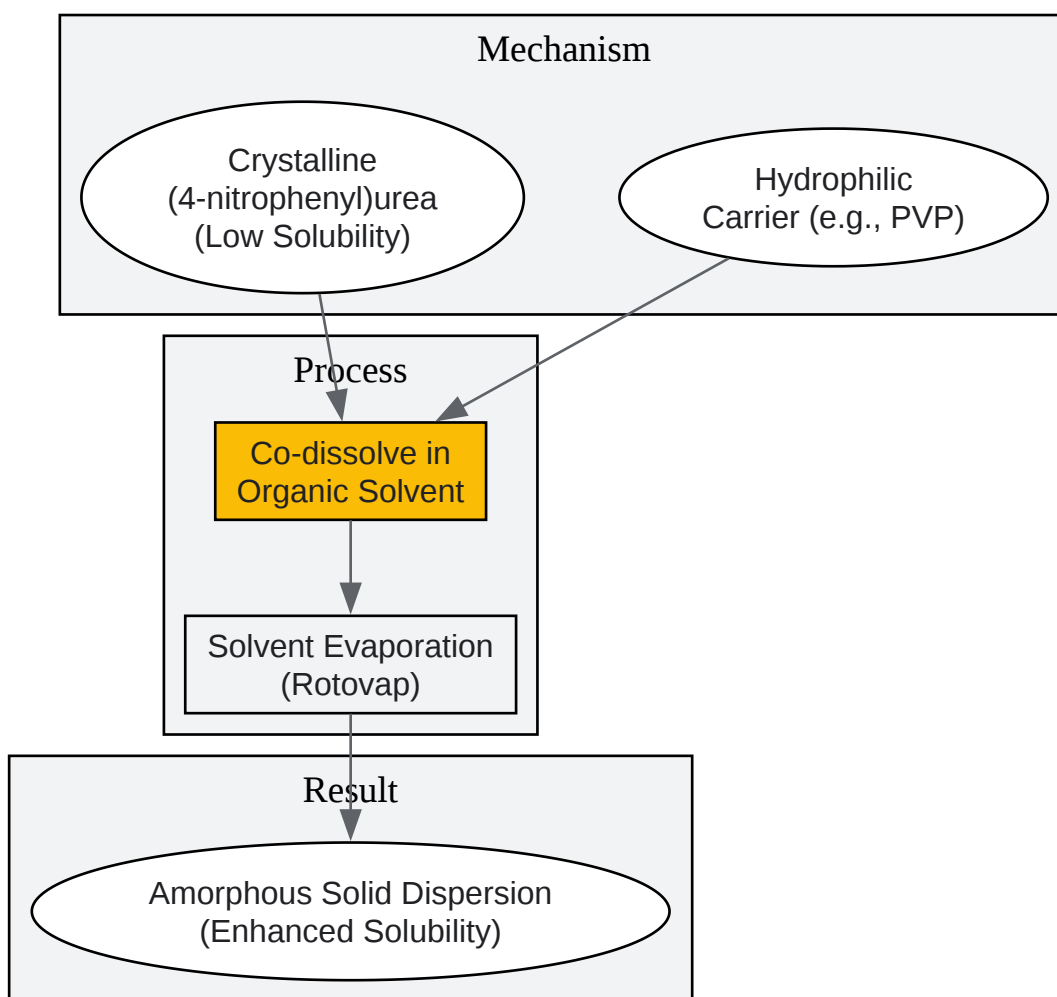 Mechanism
Crystalline
(4-nitrophenyl)urea
(Low Solubility)
Hydrophilic
Carrier (e.g., PVP)
Process
Co-dissolve in
Organic Solvent
Solvent Evaporation
(Rotovap)
Result
Amorphous Solid Dispersion
(Enhanced Solubility)